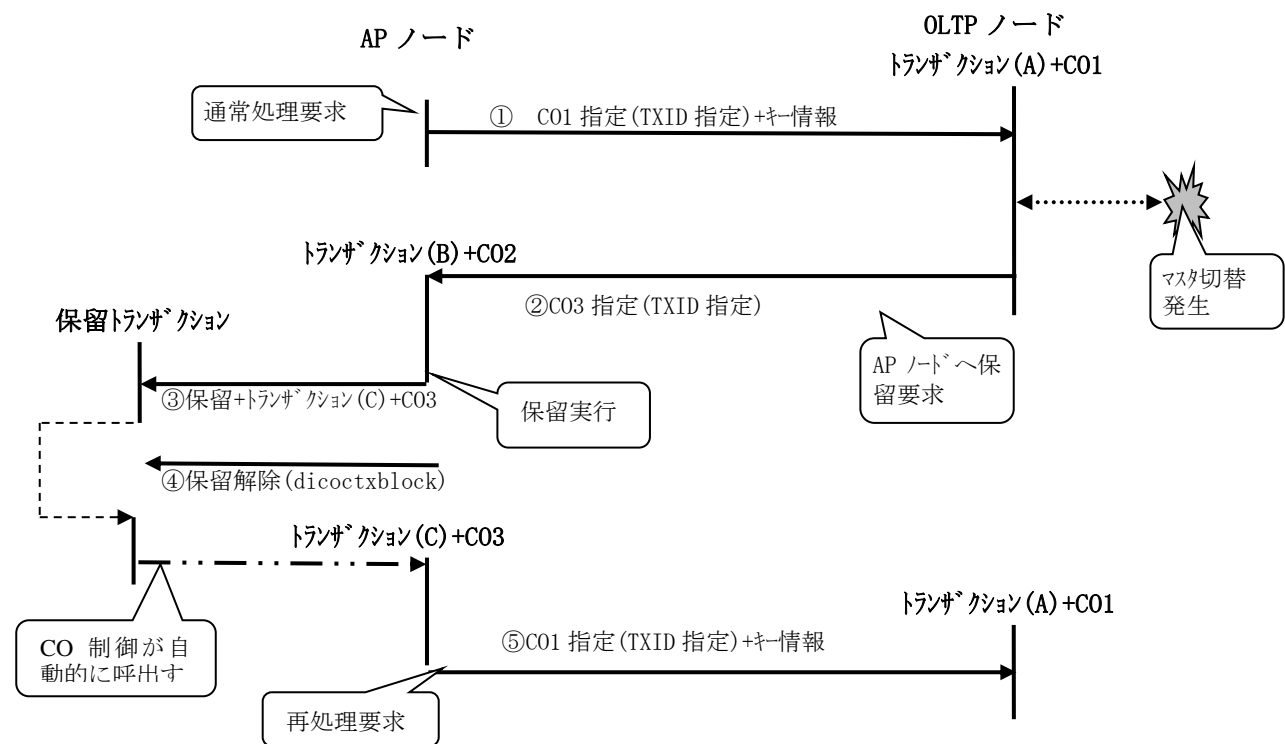 AP ノード
OLTP ノード
トランザクション(A)+CO1
通常処理要求
① CO1 指定(TXID 指定)+キー情報
トランザクション(B)+CO2
②CO3 指定(TXID 指定)
マスタ切替
発生
保留トランザクション
AP ノードへ保
留要求
③保留+トランザクション(C)+CO3
保留実行
④保留解除(dicoctxblock)
トランザクション(C)+CO3
トランザクション(A)+CO1
CO 制御が自
動的に呼出す
⑤CO1 指定(TXID 指定)+キー情報
再処理要求